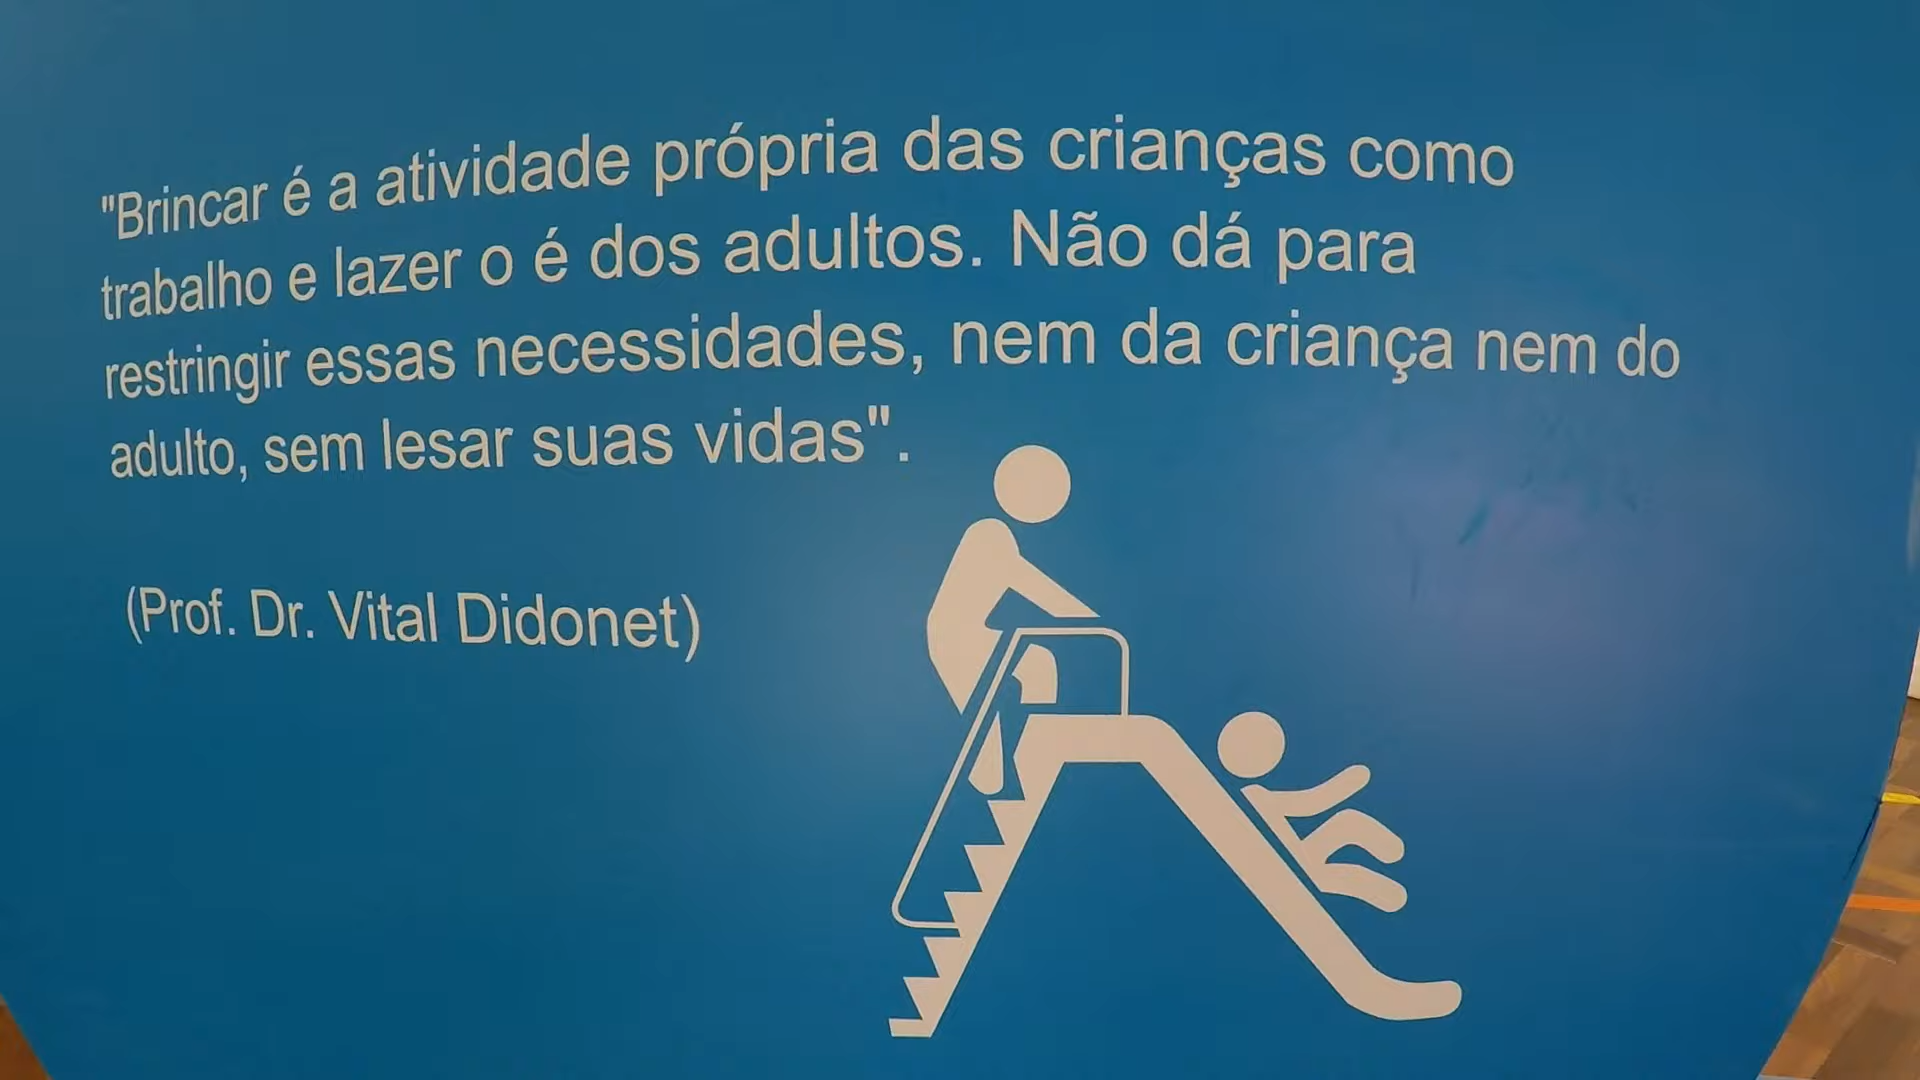 "Brincar é a atividade própria das crianças como
trabalho e lazer o é dos adultos. Não dá para
restringir essas necessidades, nem da criança nem do
adulto, sem lesar suas vidas".
(Prof. Dr. Vital Didonet)